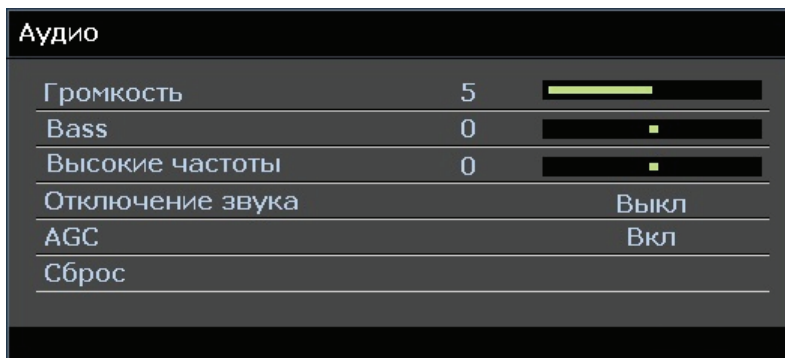 Аудио
Громкость 5
Bass 0
Высокие частоты 0
Отключение звука Выкл
AGC Вкл
Сброс